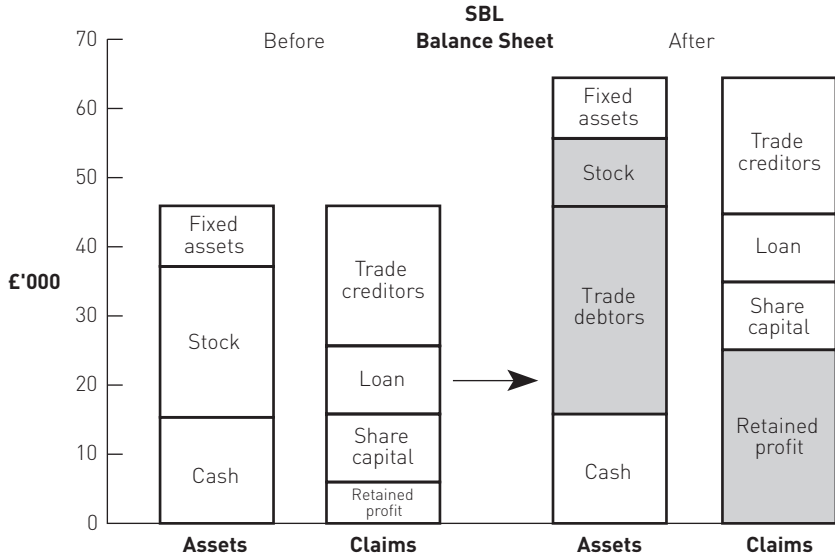 SBL
Balance Sheet
Before
After
£'000
70
60
50
40
30
20
10
0
Fixed
assets
Stock
Cash
Assets
Trade
creditors
Loan
Share
capital
Retained
profit
Claims
Fixed
assets
Stock
Trade
debtors
Cash
Assets
Trade
creditors
Loan
Share
capital
Retained
profit
Claims